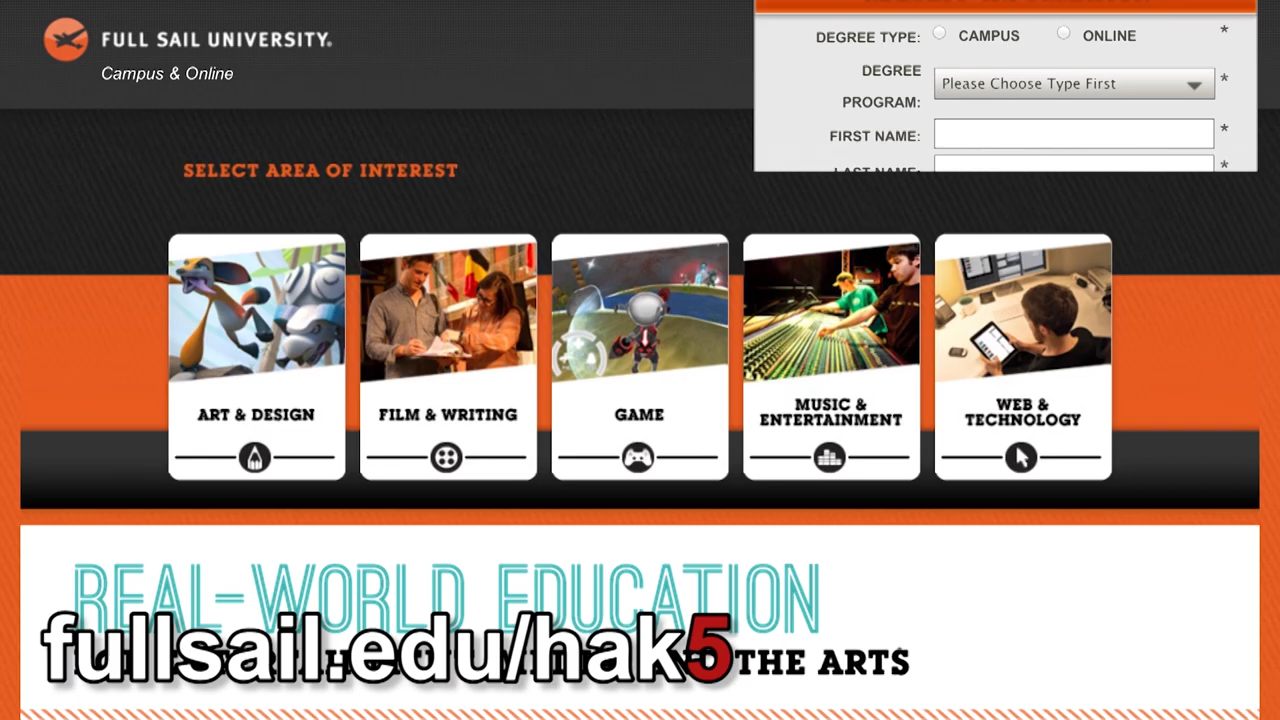 FULL SAIL UNIVERSITY.
Campus & Online
DEGREE TYPE: CAMPUS ONLINE *
DEGREE PROGRAM: Please Choose Type First *
FIRST NAME: *
LAST NAME: *
SELECT AREA OF INTEREST
ART & DESIGN
FILM & WRITING
GAME
MUSIC & ENTERTAINMENT
WEB & TECHNOLOGY
REAL-WORLD EDUCATION
fullsail.edu/hak5
THE ARTS